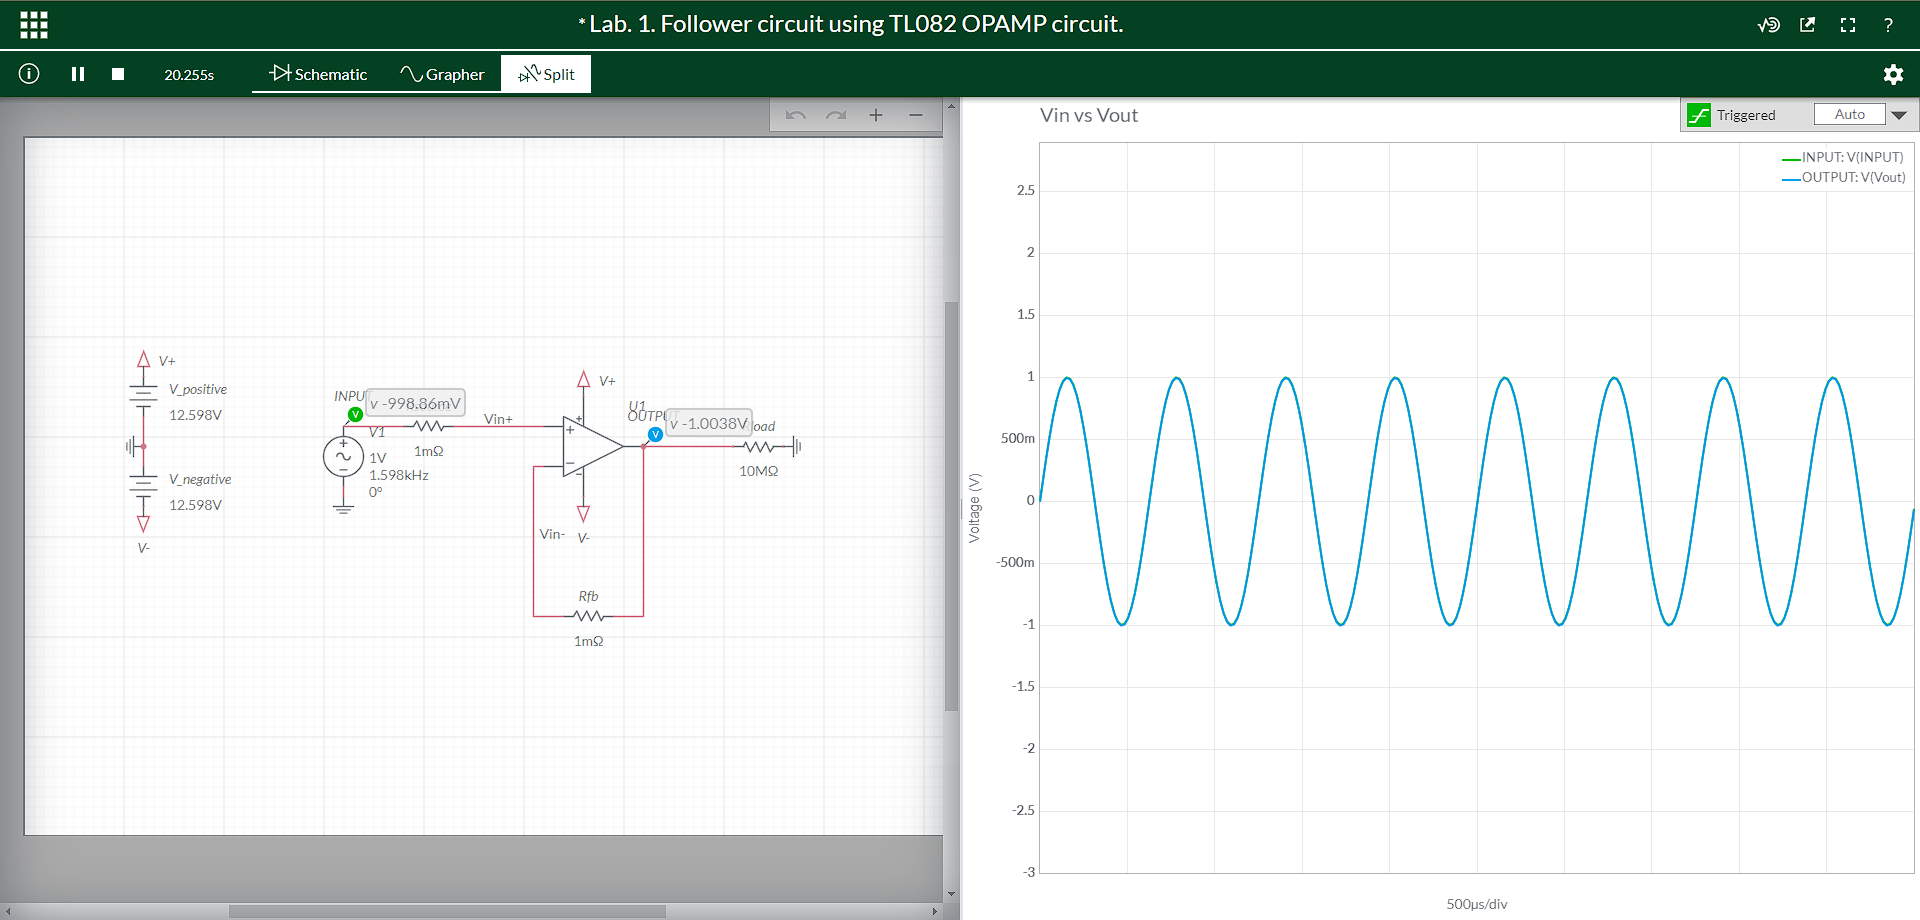 * Lab. 1. Follower circuit using TL082 OPAMP circuit.
?
20.255s
Schematic
Grapher
Split
Vin vs Vout
Triggered
Auto
INPUT: V(INPUT)
OUTPUT: V(Vout)
2.5
2
1.5
1
500m
0
-500m
-1
-1.5
-2
-2.5
-3
Voltage (V)
500µs/div
V+
V_positive
12.598V
V_negative
12.598V
V-
INPU
V
v -998.86mV
V1
1V
1.598kHz
0°
1mΩ
Vin+
V+
U1
OUTPU
V
v -1.0038V
oad
10MΩ
Vin-
V-
Rfb
1mΩ